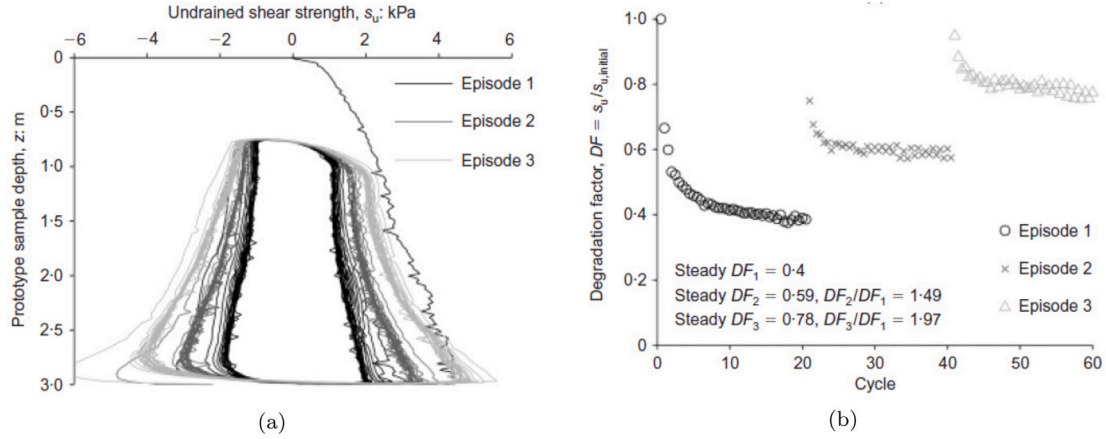 Undrained shear strength, su: kPa
−6 −4 −2 0 2 4 6
0
0·5
1·0
1·5
2·0
2·5
3·0
Prototype sample depth, z: m
Episode 1
Episode 2
Episode 3
(a)
1·0
0·8
0·6
0·4
0·2
0
Degradation factor, DF = su/su,initial
Episode 1
Episode 2
Episode 3
Steady DF1 = 0·4
Steady DF2 = 0·59, DF2/DF1 = 1·49
Steady DF3 = 0·78, DF3/DF1 = 1·97
0 10 20 30 40 50 60
Cycle
(b)